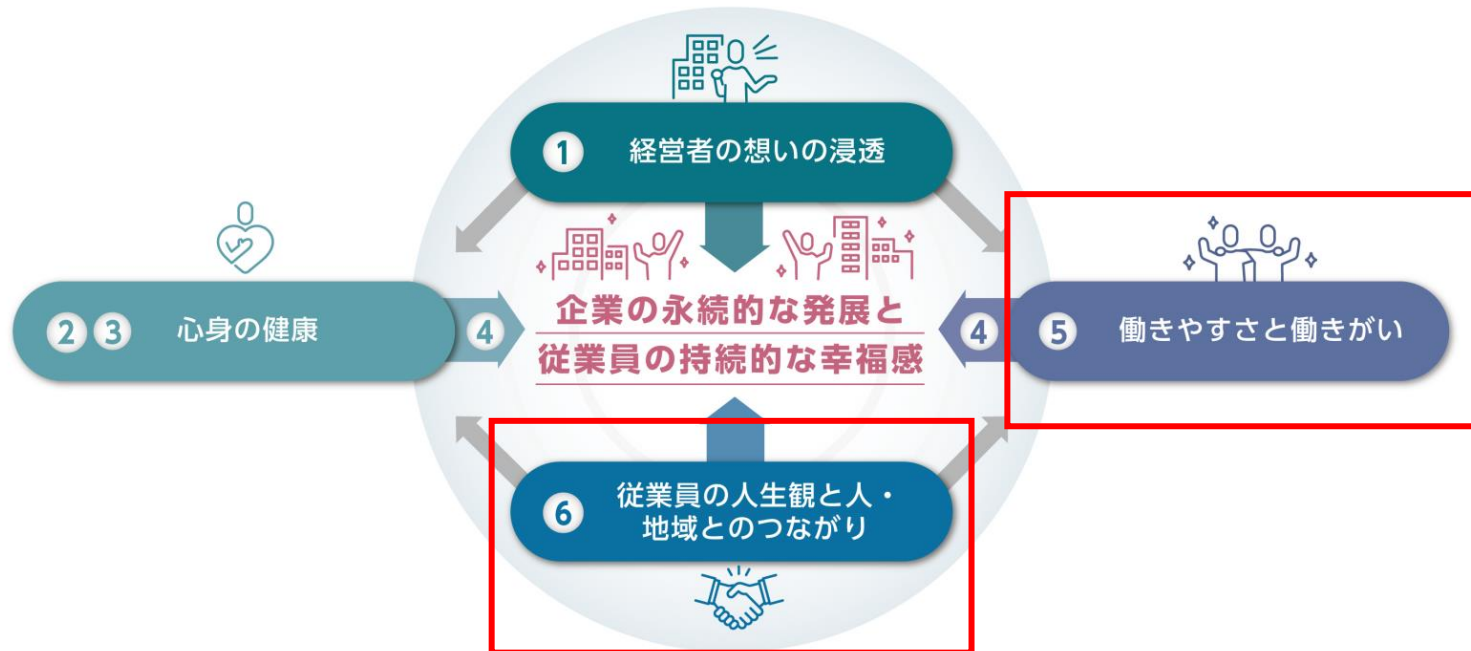 ① 経営者の想いの浸透
②③ 心身の健康
④
企業の永続的な発展と
従業員の持続的な幸福感
④
⑤ 働きやすさと働きがい
⑥ 従業員の人生観と人・
地域とのつながり